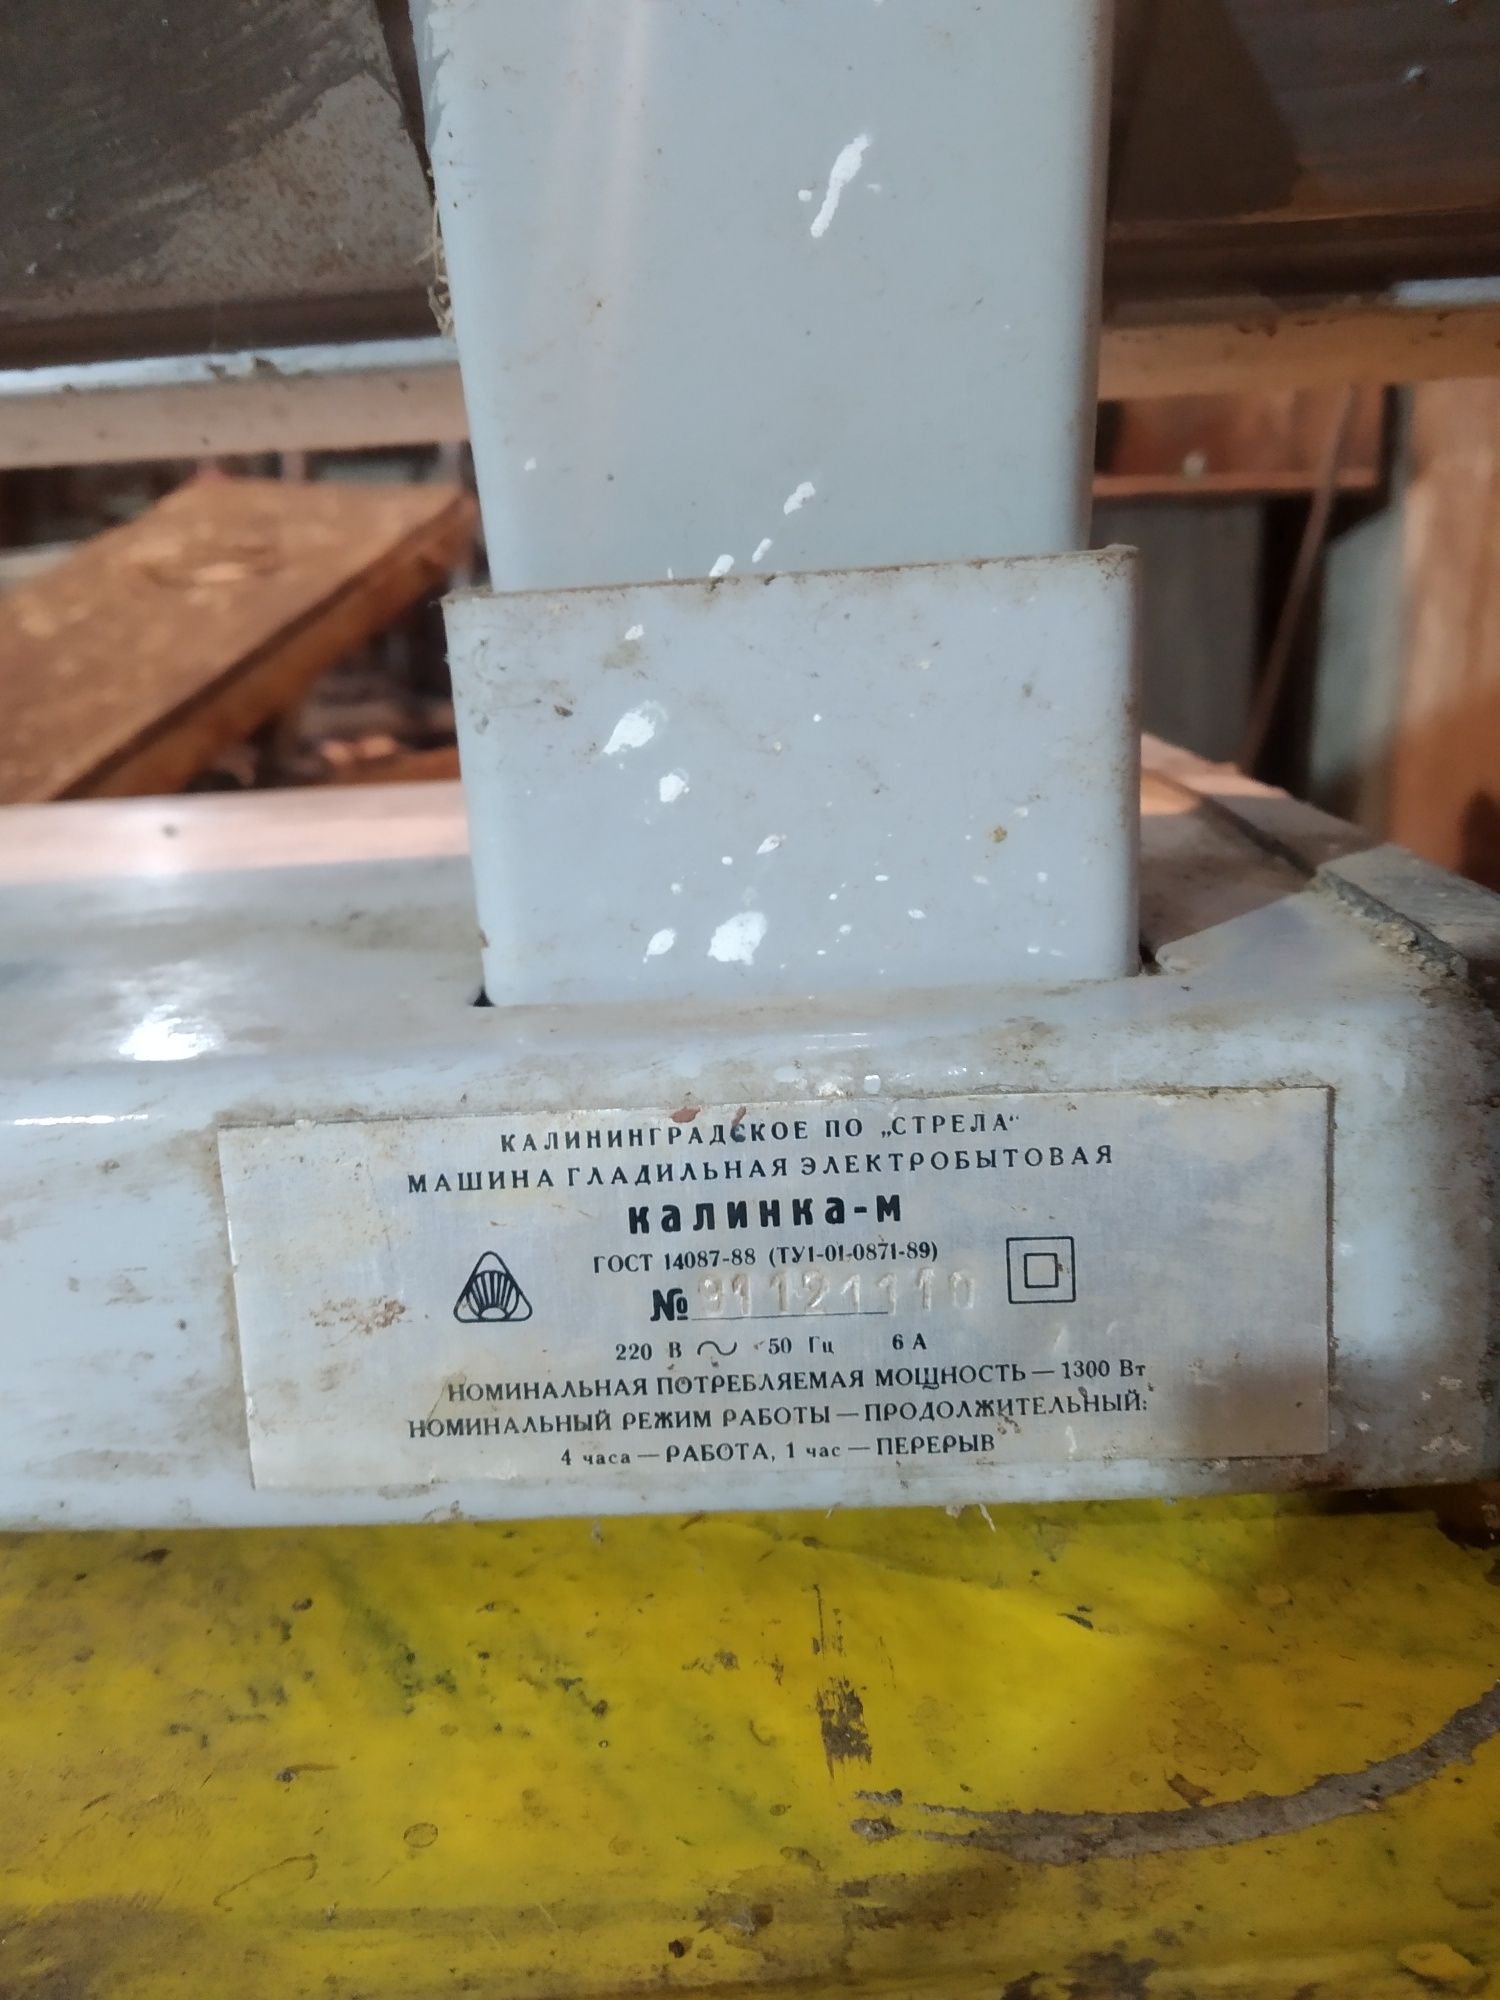 КАЛИНИНГРАДСКОЕ ПО „СТРЕЛА“
МАШИНА ГЛАДИЛЬНАЯ ЭЛЕКТРОБЫТОВАЯ
калинка-м
ГОСТ 14087-88 (ТУ1-01-0871-89)
№ 91121110
220 В ~ 50 Гц 6 А
НОМИНАЛЬНАЯ ПОТРЕБЛЯЕМАЯ МОЩНОСТЬ — 1300 Вт
НОМИНАЛЬНЫЙ РЕЖИМ РАБОТЫ — ПРОДОЛЖИТЕЛЬНЫЙ:
4 часа — РАБОТА, 1 час — ПЕРЕРЫВ